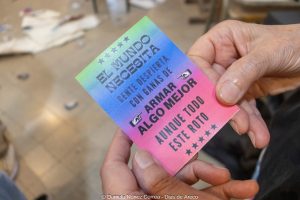 ★★★★★
EL MUNDO
NECESITA
GENTE DESPIERTA
CON GANAS DE
ARMAR
ALGO MEJOR
AUNQUE TODO
ESTE ROTO
★★★★★